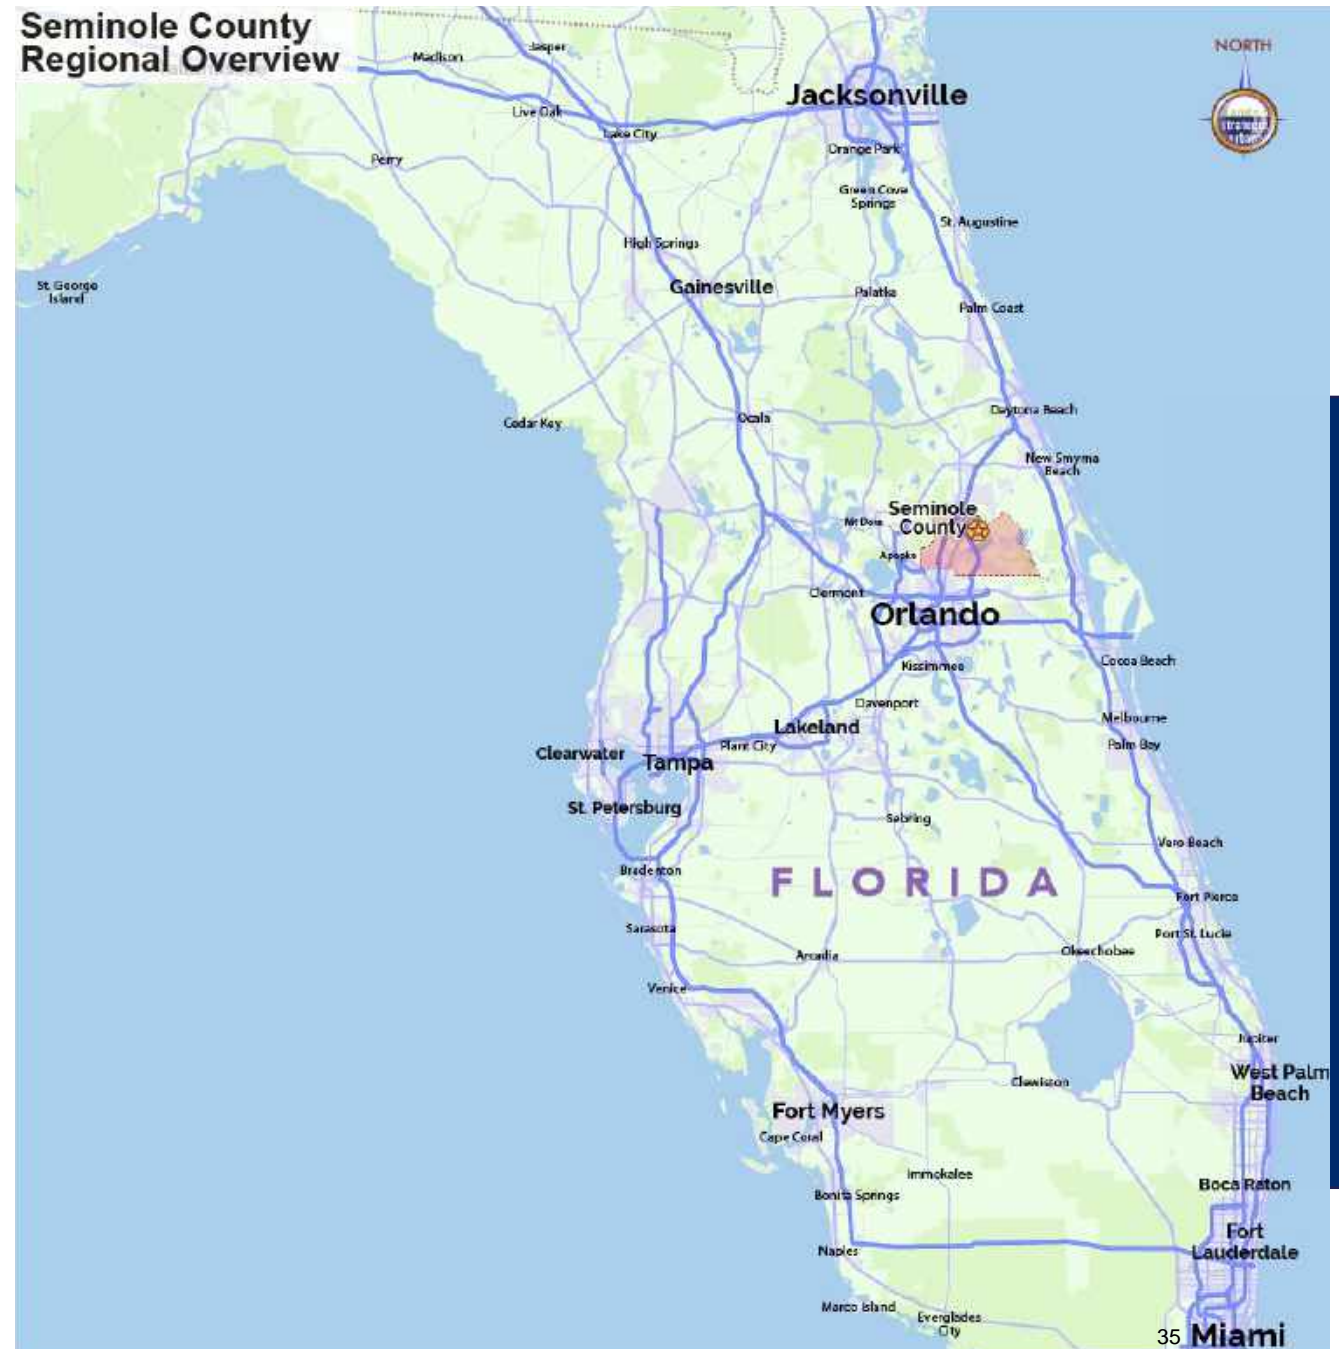 Seminole County
Regional Overview
NORTH
Jasper
Madison
Jacksonville
Live Oak
Lake City
Orange Park
Perry
Green Cove
Springs
St. Augustine
High Springs
St. George
Island
Gainesville
Palatka
Palm Coast
Daytona Beach
Ocala
Cedar Key
New Smyrna
Beach
Seminole
County
Mt Dora
Apopka
Clermont
Orlando
Cocoa Beach
Kissimmee
Davenport
Melbourne
Lakeland
Palm Bay
Plant City
Clearwater
Tampa
St. Petersburg
Sebring
Vero Beach
Bradenton
FLORIDA
Fort Pierce
Sarasota
Port St. Lucie
Arcadia
Okeechobee
Venice
Jupiter
West Palm
Beach
Clewiston
Fort Myers
Cape Coral
Immokalee
Boca Raton
Bonita Springs
Fort
Lauderdale
Naples
Marco Island
Everglades
City
35
Miami